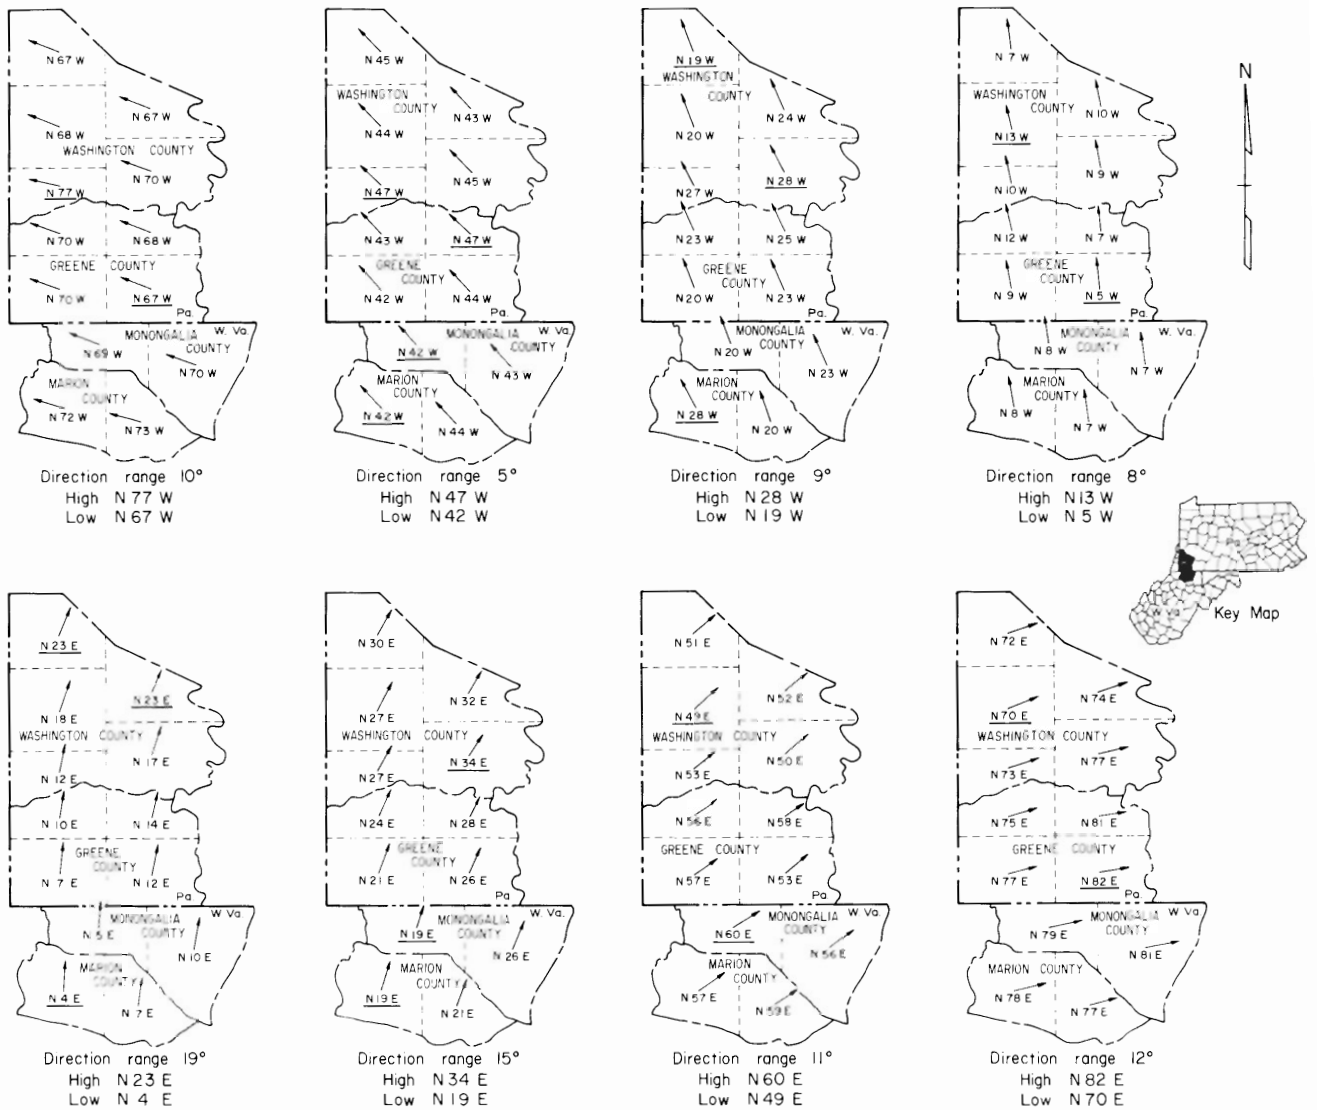 N 67 W
N 67 W
N 68 W
WASHINGTON COUNTY
N 70 W
N 77 W
N 70 W
N 68 W
GREENE COUNTY
N 70 W
N 67 W
Pa.
MONONGALIA
COUNTY
N 69 W
N 70 W
MARION
COUNTY
N 72 W
N 73 W
Direction range 10°
High N 77 W
Low N 67 W
N 45 W
WASHINGTON
COUNTY
N 43 W
N 44 W
N 45 W
N 47 W
N 43 W
N 47 W
GREENE
COUNTY
N 42 W
N 44 W
Pa.
W. Va.
MONONGALIA
COUNTY
N 42 W
N 43 W
MARION
COUNTY
N 42 W
N 44 W
Direction range 5°
High N 47 W
Low N 42 W
N 19 W
WASHINGTON
COUNTY
N 24 W
N 20 W
N 28 W
N 27 W
N 23 W
N 25 W
GREENE
COUNTY
N 20 W
N 23 W
Pa.
W. Va.
MONONGALIA
COUNTY
N 20 W
N 23 W
MARION
COUNTY
N 28 W
N 20 W
Direction range 9°
High N 28 W
Low N 19 W
N 7 W
WASHINGTON
COUNTY
N 10 W
N 13 W
N 9 W
N 10 W
N 12 W
N 7 W
GREENE
COUNTY
N 9 W
N 5 W
Pa.
W. Va.
MONONGALIA
COUNTY
N 8 W
N 7 W
MARION
COUNTY
N 8 W
N 7 W
Direction range 8°
High N 13 W
Low N 5 W
N
Pa
W Va
Key Map
N 23 E
N 23 E
N 18 E
WASHINGTON COUNTY
N 17 E
N 12 E
N 10 E
N 14 E
GREENE
COUNTY
N 7 E
N 12 E
Pa
W Va.
MONONGALIA
COUNTY
N 5 E
N 10 E
MARION
COUNTY
N 4 E
N 7 E
Direction range 19°
High N 23 E
Low N 4 E
N 30 E
N 32 E
N 27 E
WASHINGTON COUNTY
N 34 E
N 27 E
N 24 E
N 28 E
GREENE
COUNTY
N 21 E
N 26 E
Pa
W. Va.
MONONGALIA
COUNTY
N 19 E
N 26 E
MARION
COUNTY
N 19 E
N 21 E
Direction range 15°
High N 34 E
Low N 19 E
N 51 E
N 52 E
N 49 E
WASHINGTON COUNTY
N 50 E
N 53 E
N 56 E
N 58 E
GREENE COUNTY
N 57 E
N 53 E
Pa
W. Va.
MONONGALIA
COUNTY
N 60 E
N 56 E
MARION
COUNTY
N 57 E
N 59 E
Direction range 11°
High N 60 E
Low N 49 E
N 72 E
N 74 E
N 70 E
WASHINGTON COUNTY
N 77 E
N 73 E
N 75 E
N 81 E
GREENE COUNTY
N 77 E
N 82 E
Pa
W. Va.
MONONGALIA
COUNTY
N 79 E
N 81 E
MARION COUNTY
N 78 E
N 77 E
Direction range 12°
High N 82 E
Low N 70 E